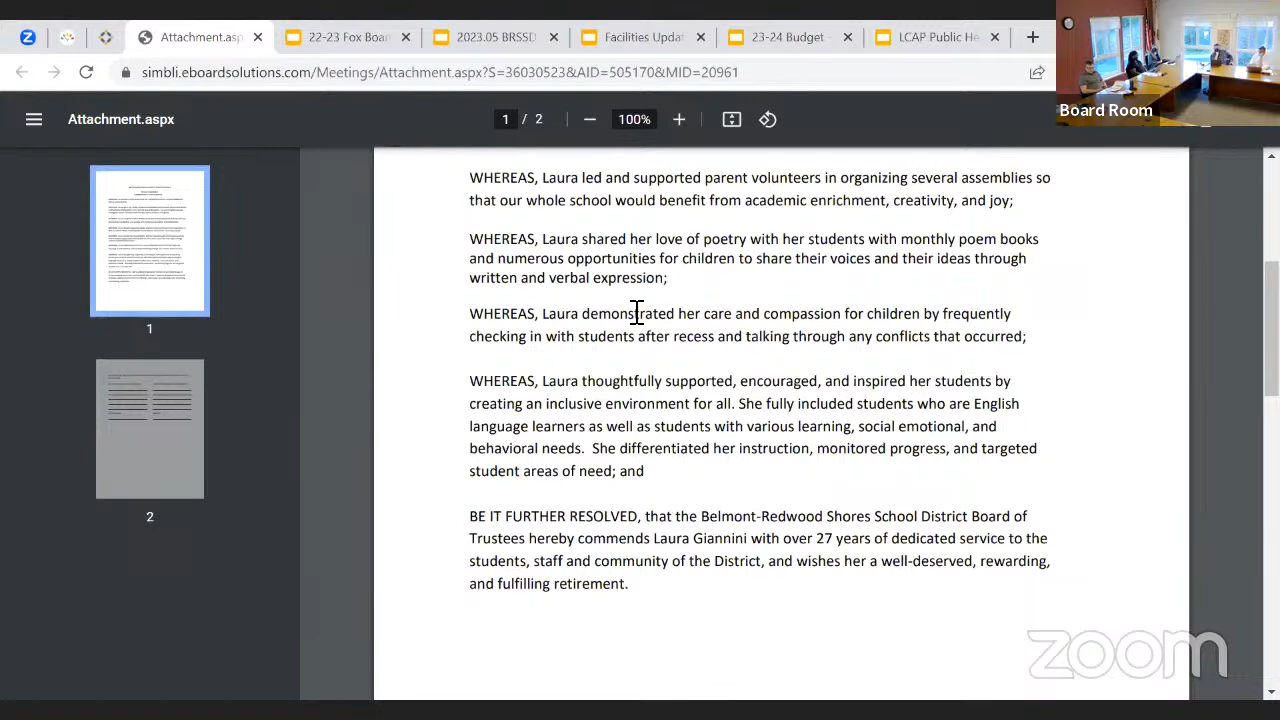 Attachment.asp
22-23 Fox Boar
2023.05 BRSSD
Facilities Updat
23-24 Budget -
LCAP Public He
simbli.eboardsolutions.com/Meetings/Attachment.aspx?S=36030523&AID=505170&MID=20961
Board Room
Attachment.aspx
1 / 2
100%
WHEREAS, Laura led and supported parent volunteers in organizing several assemblies so
that our whole school would benefit from academic enrichment, creativity, and joy;
WHEREAS, Laura shared her love of poetry with her students with monthly poem books
and numerous opportunities for children to share their voices and their ideas through
written and verbal expression;
WHEREAS, Laura demonstrated her care and compassion for children by frequently
checking in with students after recess and talking through any conflicts that occurred;
WHEREAS, Laura thoughtfully supported, encouraged, and inspired her students by
creating an inclusive environment for all. She fully included students who are English
language learners as well as students with various learning, social emotional, and
behavioral needs.  She differentiated her instruction, monitored progress, and targeted
student areas of need; and
BE IT FURTHER RESOLVED, that the Belmont-Redwood Shores School District Board of
Trustees hereby commends Laura Giannini with over 27 years of dedicated service to the
students, staff and community of the District, and wishes her a well-deserved, rewarding,
and fulfilling retirement.
1
2
zoom